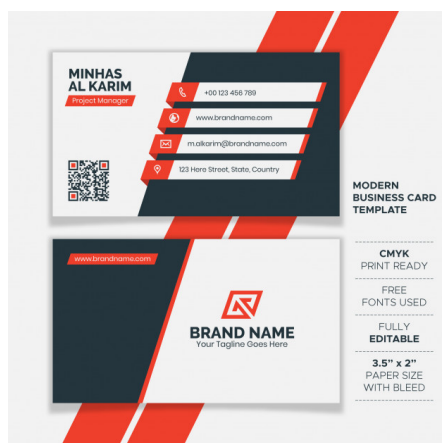 MINHAS
AL KARIM
Project Manager
+00 123 456 789
www.brandname.com
m.alkarim@brandname.com
123 Here Street, State, Country
www.brandname.com
BRAND NAME
Your Tagline Goes Here
MODERN
BUSINESS CARD
TEMPLATE
CMYK
PRINT READY
FREE
FONTS USED
FULLY
EDITABLE
3.5” x 2”
PAPER SIZE
WITH BLEED